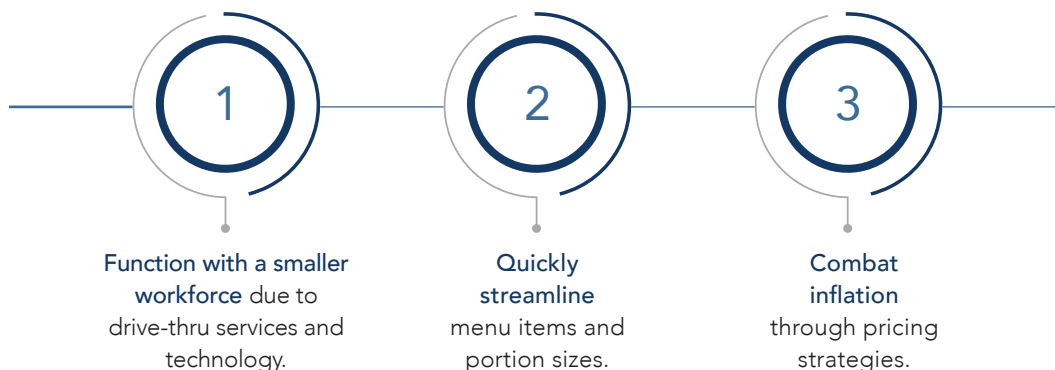 1
2
3
Function with a smaller
workforce due to
drive-thru services and
technology.
Quickly
streamline
menu items and
portion sizes.
Combat
inflation
through pricing
strategies.